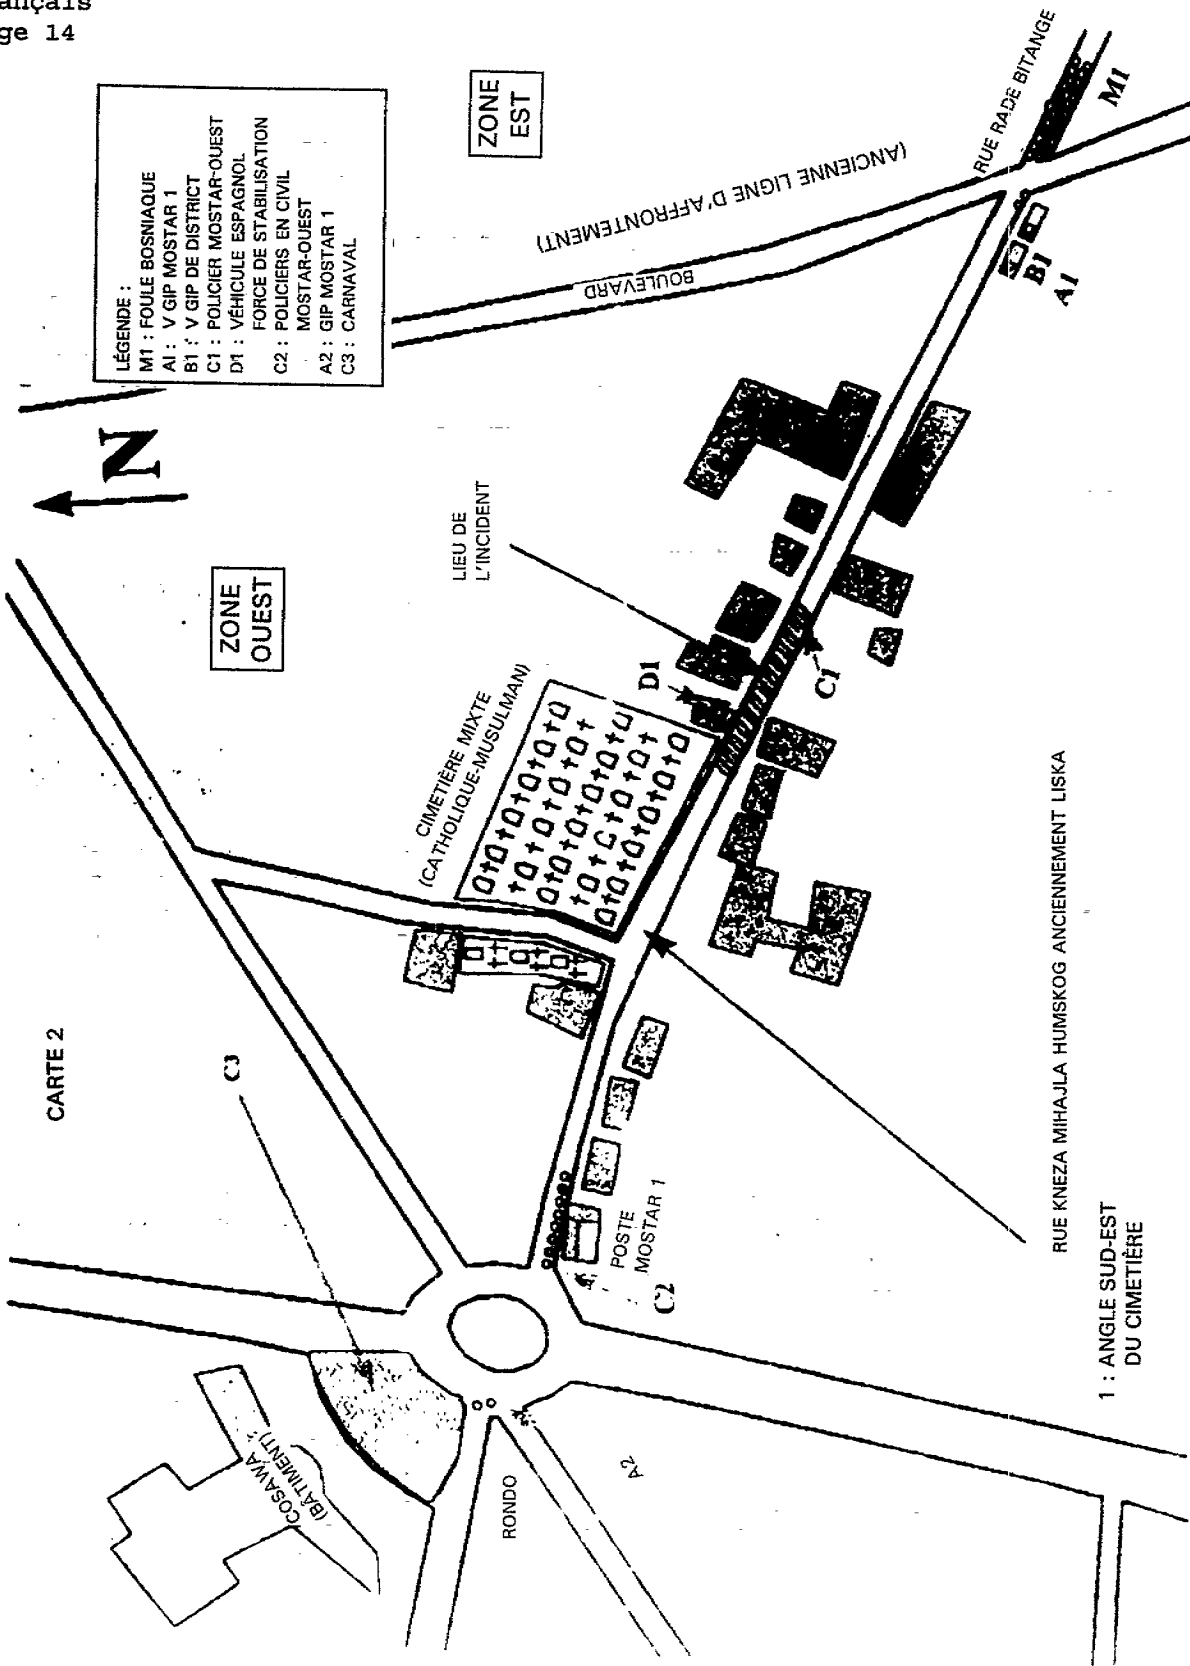 ançais
ge 14
CARTE 2
N
LÉGENDE :
M1 : FOULE BOSNIAQUE
A1 : V GIP MOSTAR 1
B1 : V GIP DE DISTRICT
C1 : POLICIER MOSTAR-OUEST
D1 : VÉHICULE ESPAGNOL
FORCE DE STABILISATION
C2 : POLICIERS EN CIVIL
MOSTAR-OUEST
A2 : GIP MOSTAR 1
C3 : CARNAVAL
ZONE
EST
ZONE
OUEST
C3
COSAWA
(BÂTIMENT)
CIMETIÈRE MIXTE
(CATHOLIQUE-MUSULMAN)
LIEU DE
L'INCIDENT
BOULEVARD
(ANCIENNE LIGNE D'AFFRONTEMENT)
RUE RADE BITANGE
M1
B1
A1
D1
C1
POSTE
MOSTAR 1
C2
RONDO
A2
RUE KNEZA MIHAJLA HUMSKOG ANCIENNEMENT LISKA
1 : ANGLE SUD-EST
DU CIMETIÈRE